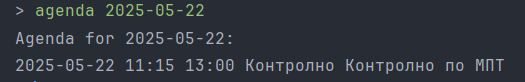 > agenda 2025-05-22
Agenda for 2025-05-22:
2025-05-22 11:15 13:00 Контролно Контролно по МПТ